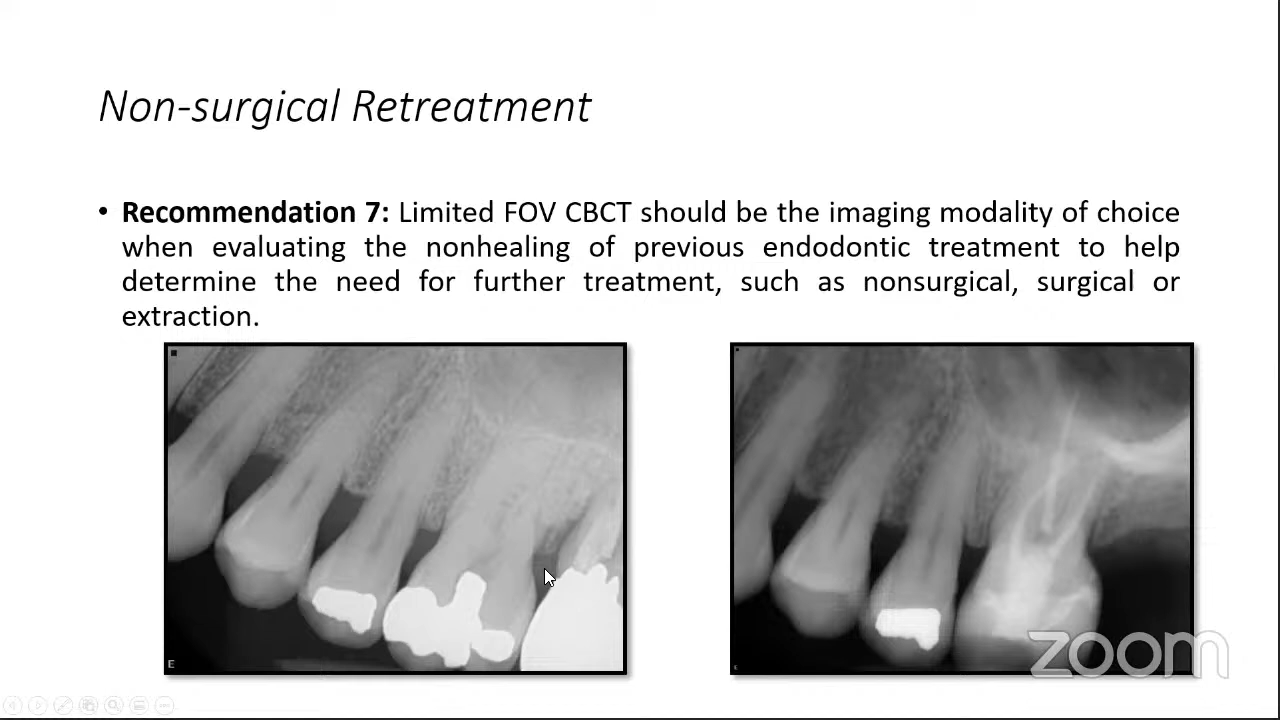 Non-surgical Retreatment
• Recommendation 7: Limited FOV CBCT should be the imaging modality of choice
when evaluating the nonhealing of previous endodontic treatment to help
determine the need for further treatment, such as nonsurgical, surgical or
extraction.
E
E
zoom